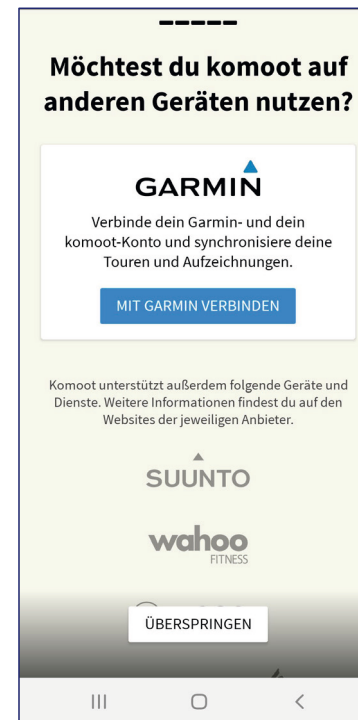 Möchtest du komoot auf
anderen Geräten nutzen?
GARMIN
Verbinde dein Garmin- und dein
komoot-Konto und synchronisiere deine
Touren und Aufzeichnungen.
MIT GARMIN VERBINDEN
Komoot unterstützt außerdem folgende Geräte und
Dienste. Weitere Informationen findest du auf den
Websites der jeweiligen Anbieter.
SUUNTO
wahoo
FITNESS
ÜBERSPRINGEN